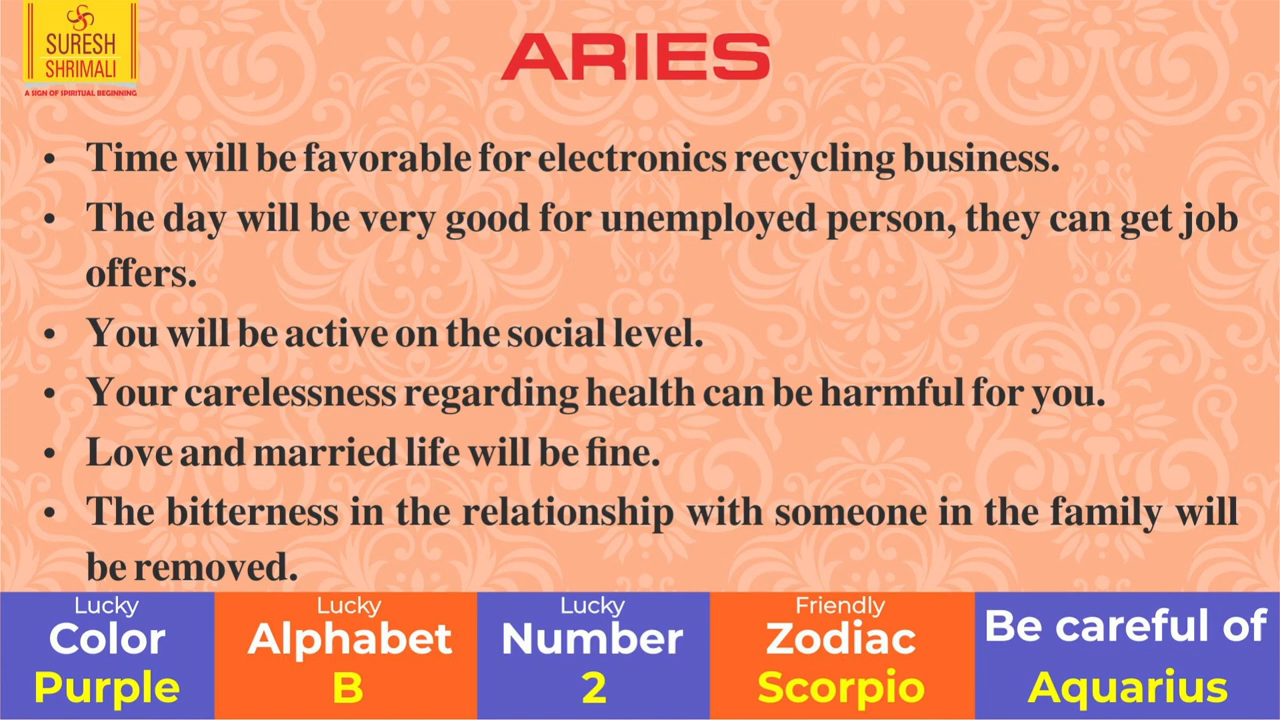 SURESH
SHRIMALI
A SIGN OF SPIRITUAL BEGINNING
ARIES
• Time will be favorable for electronics recycling business.
• The day will be very good for unemployed person, they can get job
offers.
• You will be active on the social level.
• Your carelessness regarding health can be harmful for you.
• Love and married life will be fine.
• The bitterness in the relationship with someone in the family will
be removed.
Lucky
Color
Purple
Lucky
Alphabet
B
Lucky
Number
2
Friendly
Zodiac
Scorpio
Be careful of
Aquarius